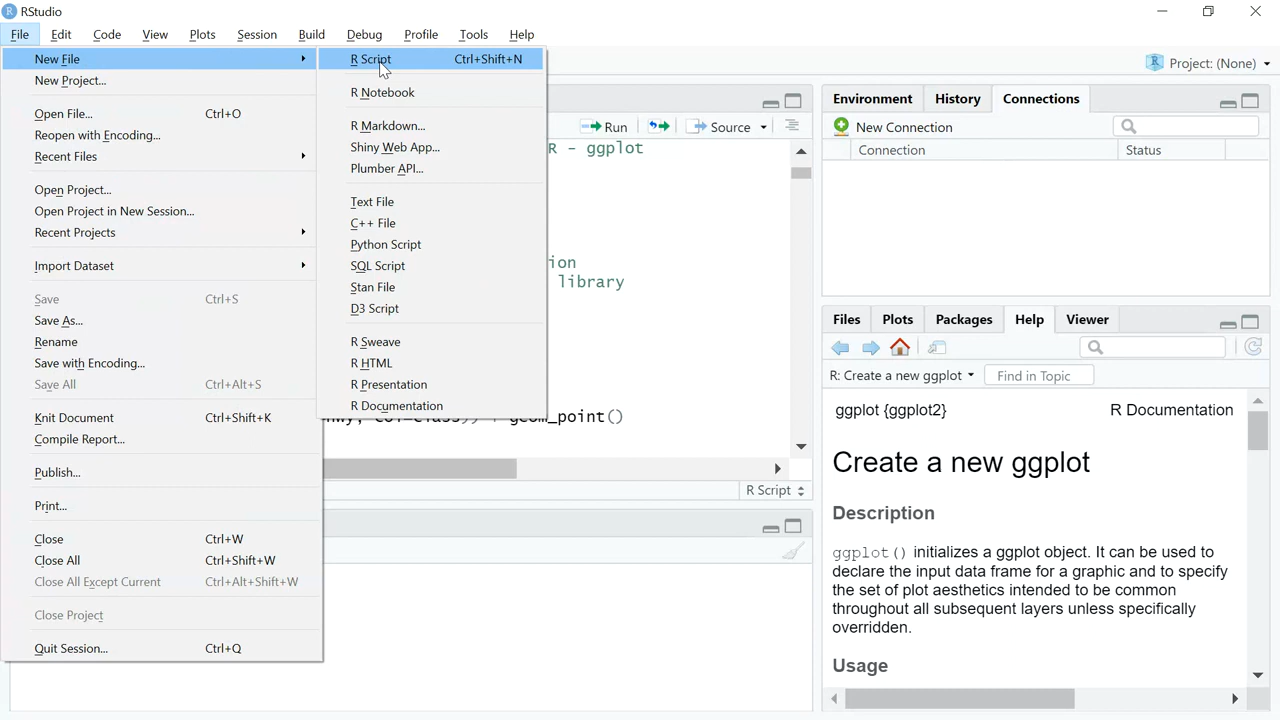 RStudio
File Edit Code View Plots Session Build Debug Profile Tools Help
New File
New Project...
Open File... Ctrl+O
Reopen with Encoding...
Recent Files
Open Project...
Open Project in New Session...
Recent Projects
Import Dataset
Save Ctrl+S
Save As...
Rename
Save with Encoding...
Save All Ctrl+Alt+S
Knit Document Ctrl+Shift+K
Compile Report...
Publish...
Print...
Close Ctrl+W
Close All Ctrl+Shift+W
Close All Except Current Ctrl+Alt+Shift+W
Close Project
Quit Session... Ctrl+Q
R Script Ctrl+Shift+N
R Notebook
R Markdown...
Shiny Web App...
Plumber API...
Text File
C++ File
Python Script
SQL Script
Stan File
D3 Script
R Sweave
R HTML
R Presentation
R Documentation
Project: (None)
Run Source
R - ggplot
ion
library
geom_point()
R Script
Environment History Connections
New Connection
Connection Status
Files Plots Packages Help Viewer
R: Create a new ggplot Find in Topic
ggplot {ggplot2} R Documentation
Create a new ggplot
Description
ggplot() initializes a ggplot object. It can be used to
declare the input data frame for a graphic and to specify
the set of plot aesthetics intended to be common
throughout all subsequent layers unless specifically
overridden.
Usage